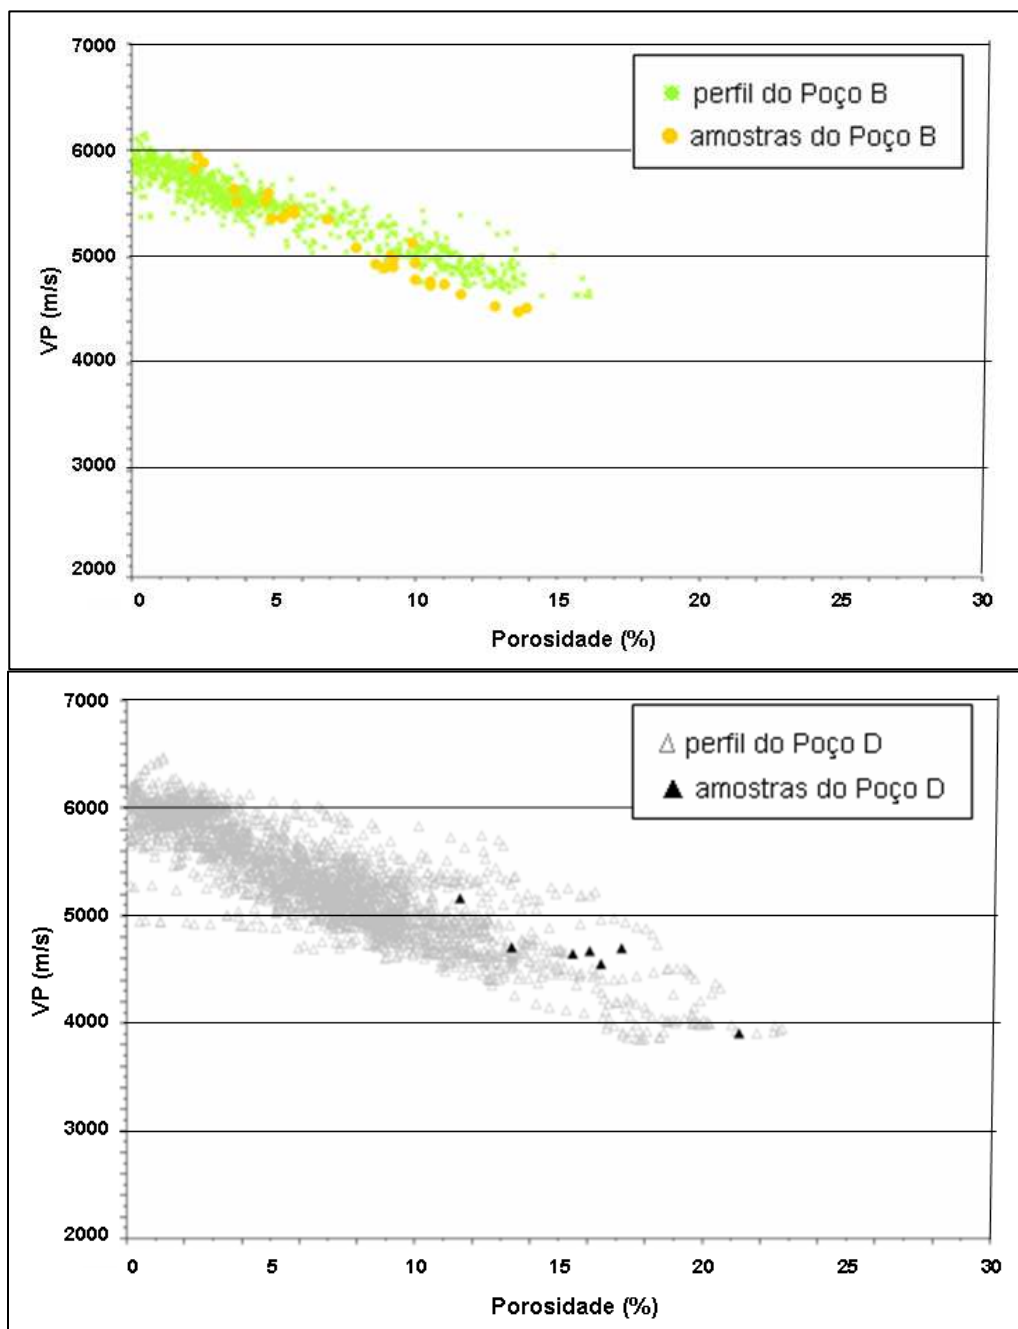 7000
6000
5000
4000
3000
2000
VP (m/s)
0 5 10 15 20 25 30
Porosidade (%)
perfil do Poço B
amostras do Poço B
7000
6000
5000
4000
3000
2000
VP (m/s)
0 5 10 15 20 25 30
Porosidade (%)
perfil do Poço D
amostras do Poço D